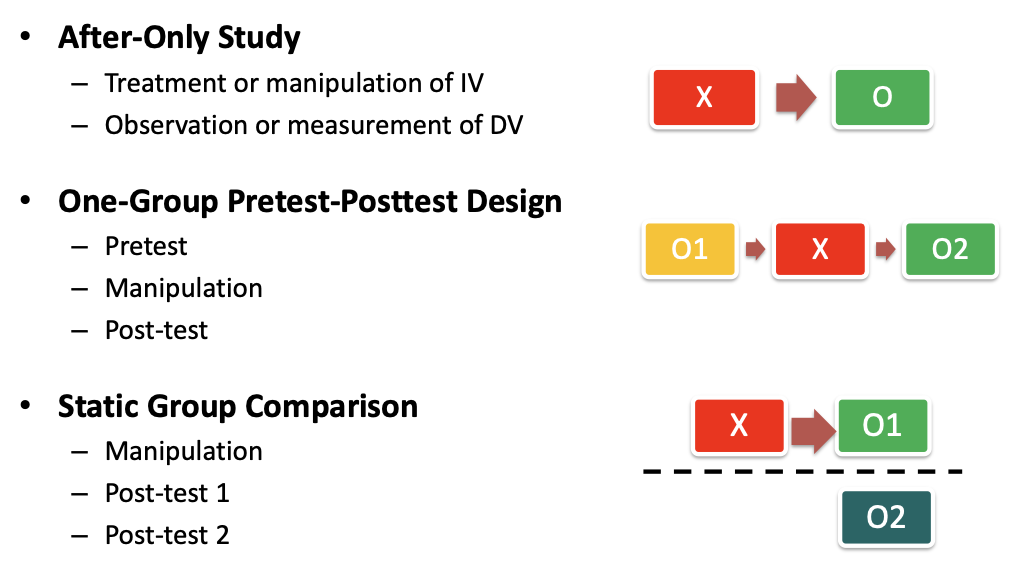 • After-Only Study
– Treatment or manipulation of IV
– Observation or measurement of DV
X
O
• One-Group Pretest-Posttest Design
– Pretest
– Manipulation
– Post-test
O1
X
O2
• Static Group Comparison
– Manipulation
– Post-test 1
– Post-test 2
X
O1
O2